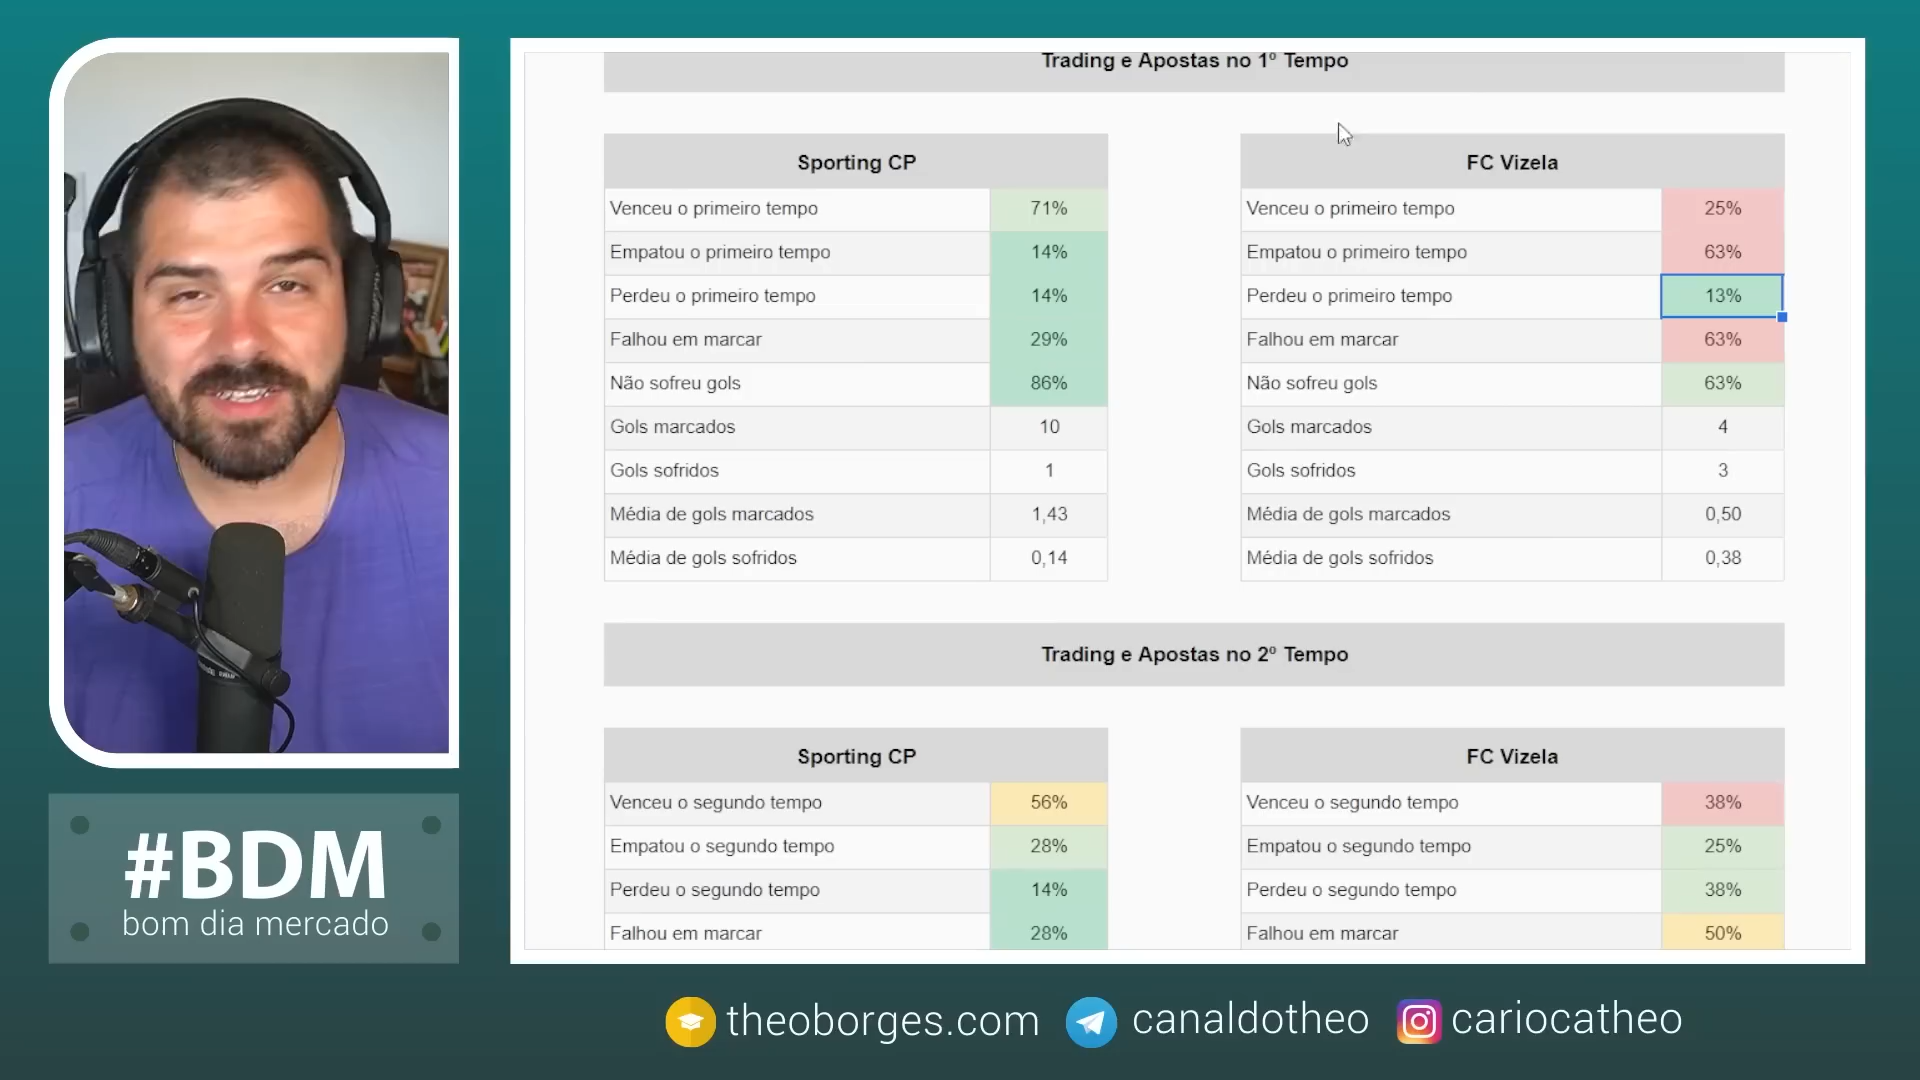 Trading e Apostas no 1º Tempo
Sporting CP
Venceu o primeiro tempo 71%
Empatou o primeiro tempo 14%
Perdeu o primeiro tempo 14%
Falhou em marcar 29%
Não sofreu gols 86%
Gols marcados 10
Gols sofridos 1
Média de gols marcados 1,43
Média de gols sofridos 0,14
FC Vizela
Venceu o primeiro tempo 25%
Empatou o primeiro tempo 63%
Perdeu o primeiro tempo 13%
Falhou em marcar 63%
Não sofreu gols 63%
Gols marcados 4
Gols sofridos 3
Média de gols marcados 0,50
Média de gols sofridos 0,38
Trading e Apostas no 2º Tempo
Sporting CP
Venceu o segundo tempo 56%
Empatou o segundo tempo 28%
Perdeu o segundo tempo 14%
Falhou em marcar 28%
FC Vizela
Venceu o segundo tempo 38%
Empatou o segundo tempo 25%
Perdeu o segundo tempo 38%
Falhou em marcar 50%
#BDM
bom dia mercado
theoborges.com
canaldotheo
cariocatheo